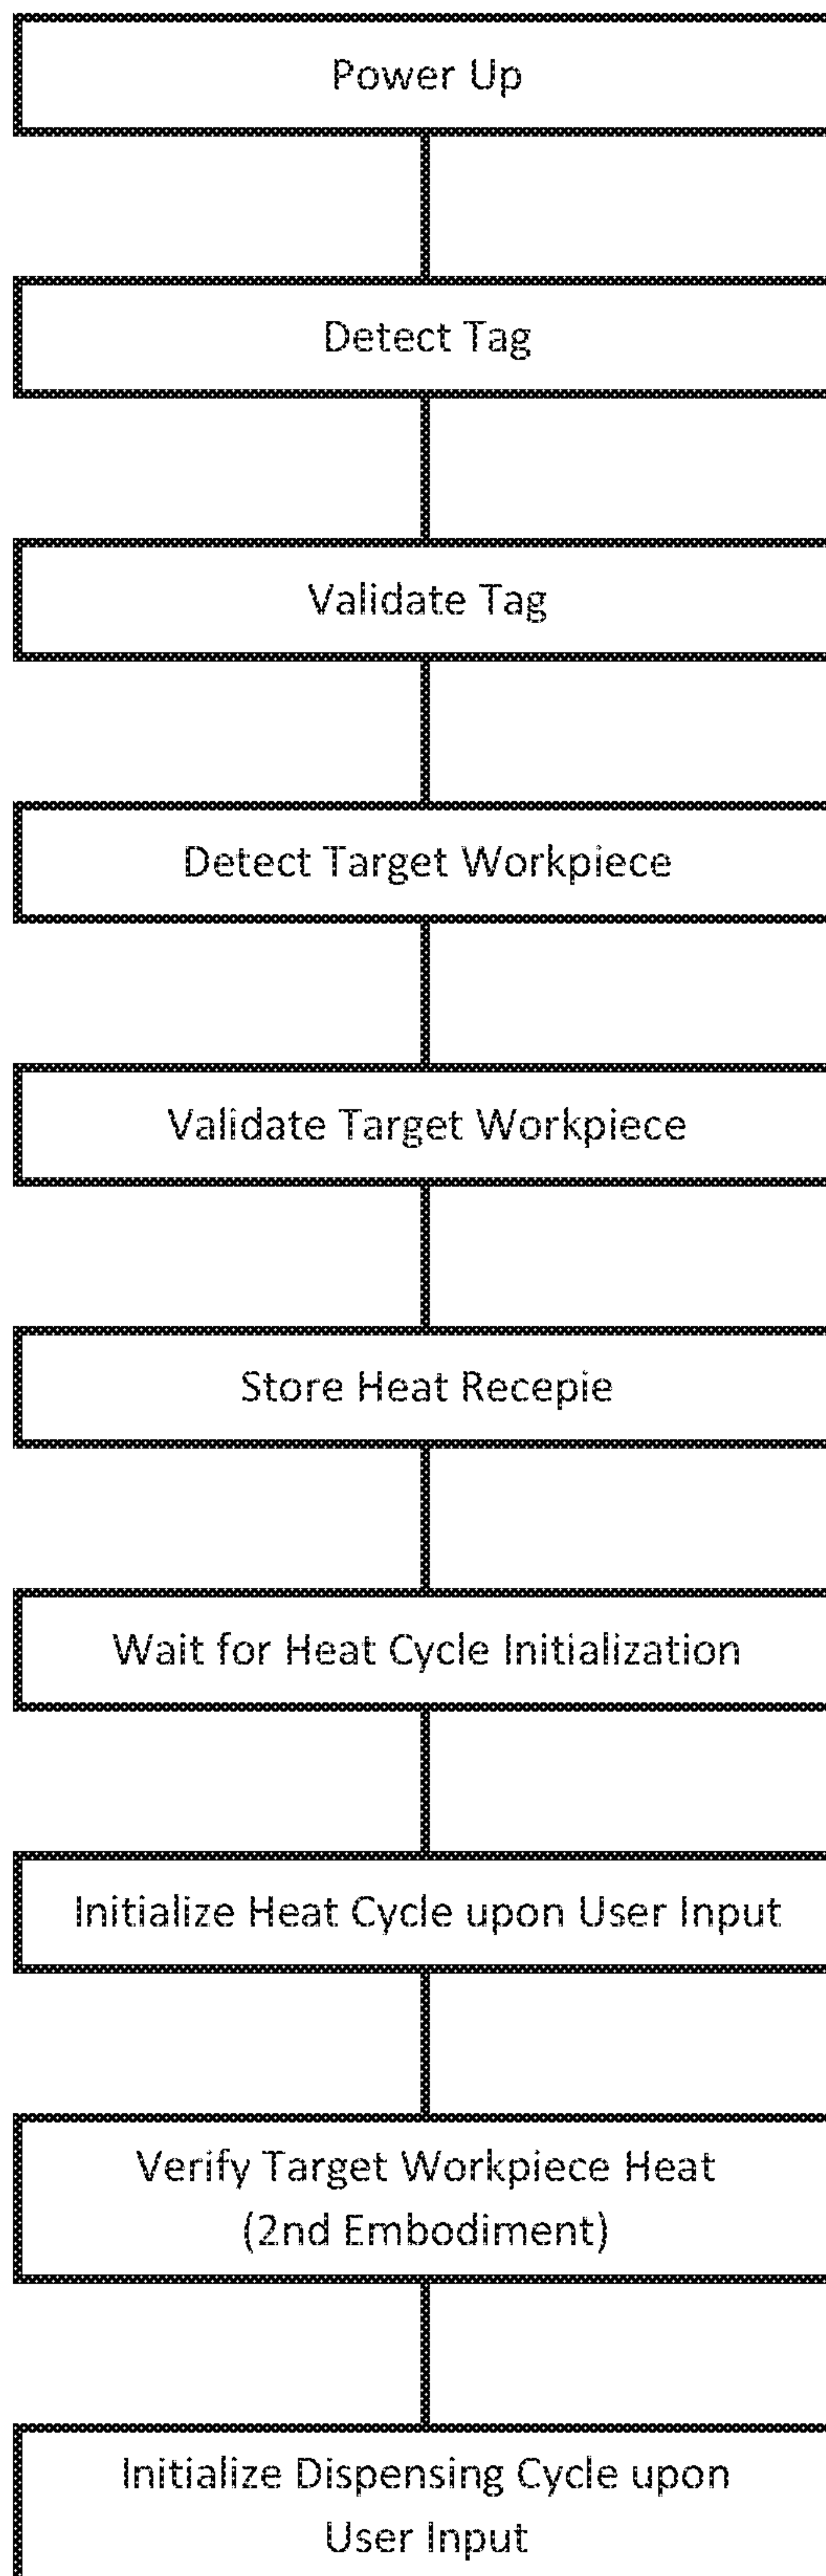 Power Up
Detect Tag
Validate Tag
Detect Target Workpiece
Validate Target Workpiece
Store Heat Recepie
Wait for Heat Cycle Initialization
Initialize Heat Cycle upon User Input
Verify Target Workpiece Heat
(2nd Embodiment)
Initialize Dispensing Cycle upon
User Input